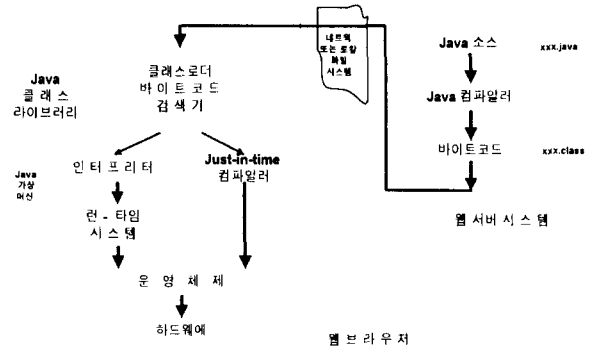 네트웍
또는 로칼
화일
시스템
Java 소스
xxx.java
클래스로더
바이트코드
검색기
Java
클래스
라이브러리
Java 컴파일러
바이트코드
xxx.class
인터프리터
Just-in-time
컴파일러
Java
가상
머신
런-타임
시스템
웹서버시스템
운영체제
하드웨에
웹브라우저